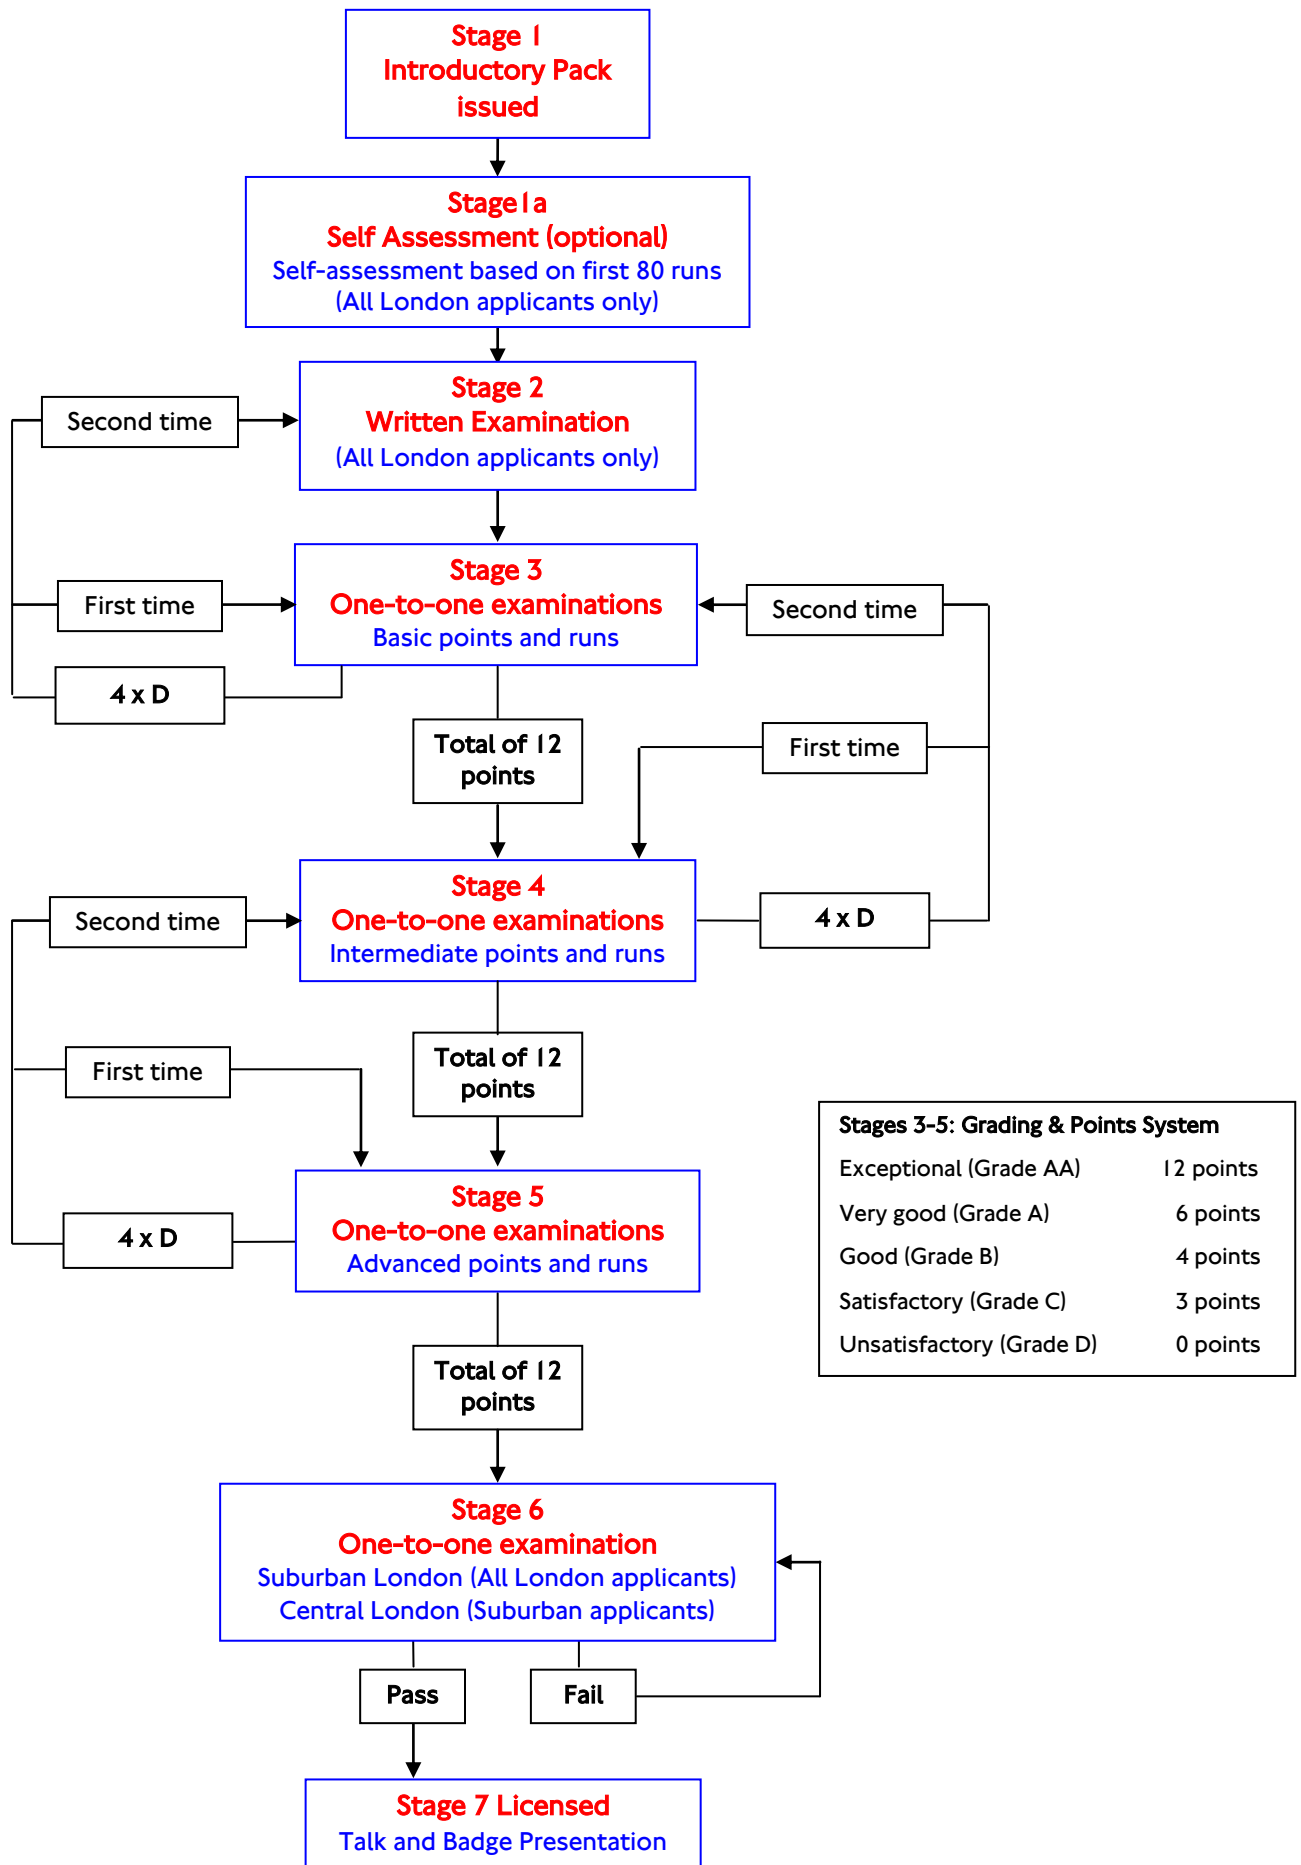 Stage 1
Introductory Pack
issued
Stage1a
Self Assessment (optional)
Self-assessment based on first 80 runs
(All London applicants only)
Stage 2
Written Examination
(All London applicants only)
Second time
Stage 3
One-to-one examinations
Basic points and runs
First time
Second time
4 x D
Total of 12
points
First time
Stage 4
One-to-one examinations
Intermediate points and runs
Second time
4 x D
Total of 12
points
First time
Stages 3-5: Grading & Points System
Exceptional (Grade AA) 12 points
Very good (Grade A) 6 points
Good (Grade B) 4 points
Satisfactory (Grade C) 3 points
Unsatisfactory (Grade D) 0 points
Stage 5
One-to-one examinations
Advanced points and runs
4 x D
Total of 12
points
Stage 6
One-to-one examination
Suburban London (All London applicants)
Central London (Suburban applicants)
Pass
Fail
Stage 7 Licensed
Talk and Badge Presentation